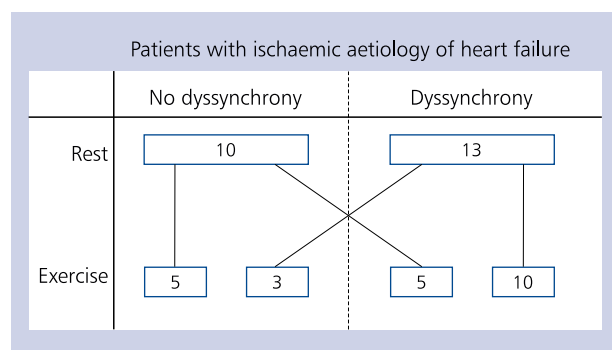 Patients with ischaemic aetiology of heart failure
No dyssynchrony Dyssynchrony
Rest 10 13
Exercise 5 3 5 10